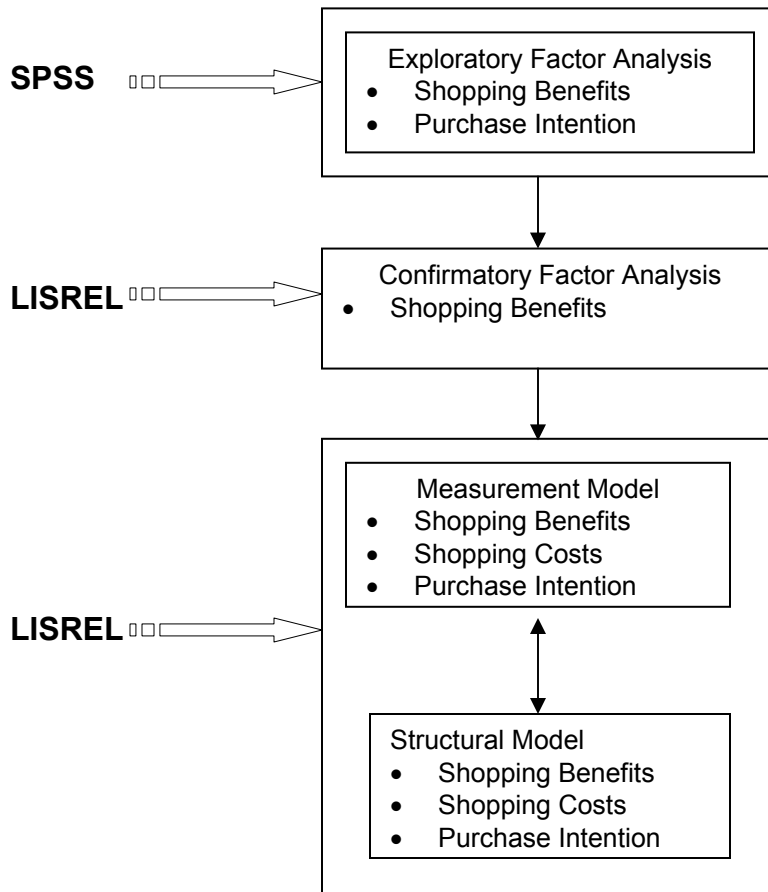 SPSS
Exploratory Factor Analysis
• Shopping Benefits
• Purchase Intention
LISREL
Confirmatory Factor Analysis
• Shopping Benefits
LISREL
Measurement Model
• Shopping Benefits
• Shopping Costs
• Purchase Intention
Structural Model
• Shopping Benefits
• Shopping Costs
• Purchase Intention